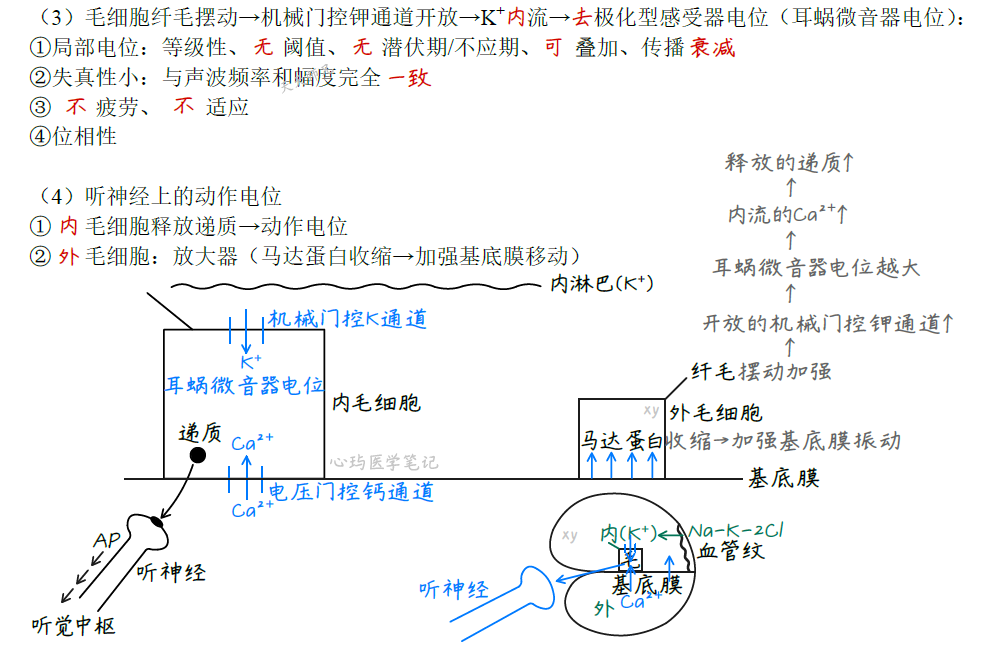 （3）毛细胞纤毛摆动→机械门控钾通道开放→K⁺内流→去极化型感受器电位（耳蜗微音器电位）：
①局部电位：等级性、无 阈值、无 潜伏期/不应期、可 叠加、传播衰减
②失真性小：与声波频率和幅度完全一致
③ 不 疲劳、 不 适应
④位相性
（4）听神经上的动作电位
① 内 毛细胞释放递质→动作电位
② 外 毛细胞：放大器（马达蛋白收缩→加强基底膜移动）
释放的递质↑
↑
内流的Ca²⁺↑
↑
耳蜗微音器电位越大
↑
开放的机械门控钾通道↑
↑
纤毛摆动加强
内淋巴(K⁺)
机械门控K通道
K⁺
耳蜗微音器电位
内毛细胞
递质
Ca²⁺
心玛医学笔记
电压门控钙通道
Ca²⁺
AP
听神经
听觉中枢
xy
外毛细胞
马达蛋白收缩→加强基底膜振动
基底膜
xy
内(K⁺)
Na-K-2Cl
血管纹
毛
基底膜
Ca²⁺
外
听神经